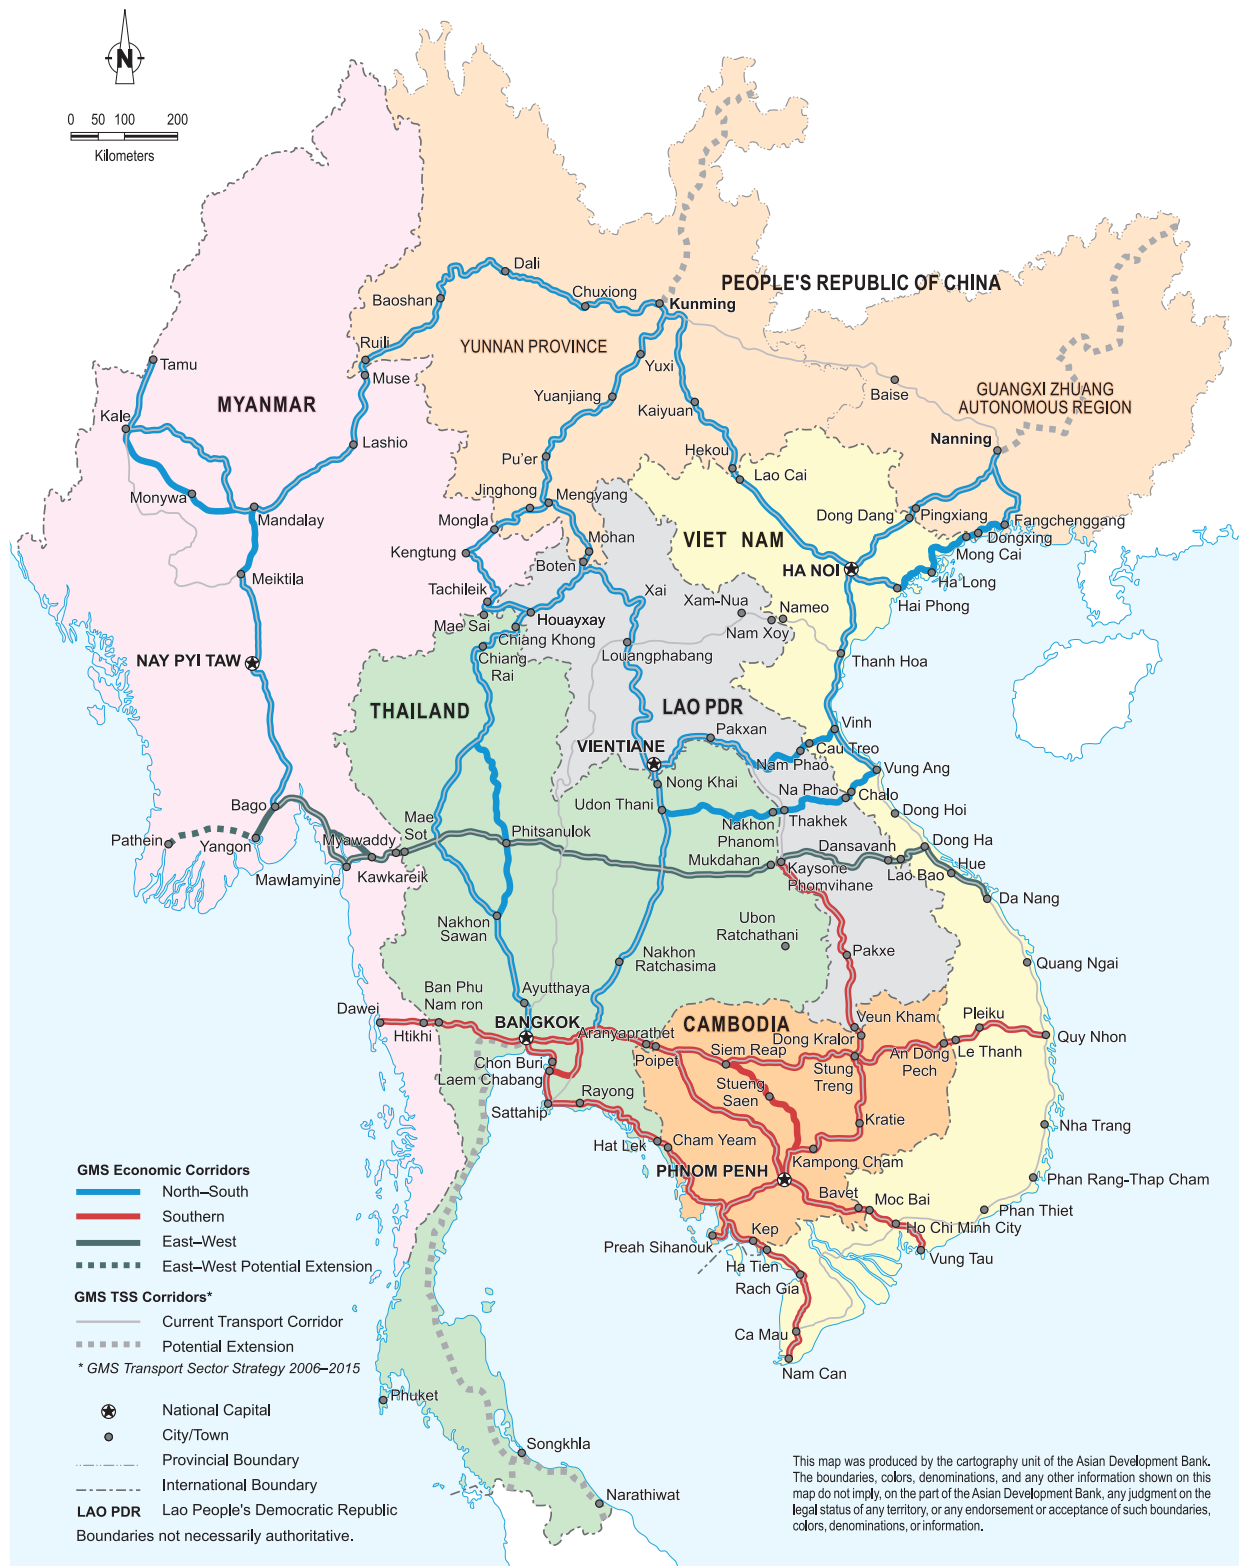 N
0 50 100 200
Kilometers
Dali
Baoshan
Chuxiong
Kunming
PEOPLE'S REPUBLIC OF CHINA
YUNNAN PROVINCE
Ruili
Muse
Tamu
Yuxi
Baise
GUANGXI ZHUANG
AUTONOMOUS REGION
MYANMAR
Yuanjiang
Kaiyuan
Kale
Lashio
Nanning
Hekou
Pu'er
Lao Cai
Monywa
Jinghong
Mengyang
Mandalay
Mongla
Dong Dang
Pingxiang
Fangchenggang
Dongxing
Mong Cai
Mohan
VIET NAM
Kengtung
Boten
HA NOI
Meiktila
Ha Long
Tachileik
Xai
Xam-Nua
Nameo
Hai Phong
Mae Sai
Houayxay
Nam Xoy
Chiang Khong
Chiang
Rai
Louangphabang
Thanh Hoa
NAY PYI TAW
THAILAND
LAO PDR
Pakxan
Vinh
VIENTIANE
Cau Treo
Nam Phao
Vung Ang
Nong Khai
Na Phao
Chalo
Bago
Udon Thani
Dong Hoi
Mae
Sot
Nakhon
Phanom
Thakhek
Pathein
Yangon
Myawaddy
Phitsanulok
Dansavanh
Dong Ha
Mukdahan
Hue
Mawlamyine
Kawkareik
Kaysone
Phomvihane
Lao Bao
Da Nang
Nakhon
Sawan
Ubon
Ratchathani
Nakhon
Ratchasima
Pakxe
Quang Ngai
Ban Phu
Nam ron
Ayutthaya
Dawei
BANGKOK
Htikhi
Aranyaprathet
CAMBODIA
Veun Kham
Pleiku
Dong Kralor
Quy Nhon
Poipet
Siem Reap
An Dong
Pech
Le Thanh
Chon Buri
Laem Chabang
Stung
Treng
Stueng
Saen
Rayong
Sattahip
Kratie
Nha Trang
Hat Lek
Cham Yeam
Kampong Cham
PHNOM PENH
Phan Rang-Thap Cham
Bavet
Moc Bai
Phan Thiet
Ho Chi Minh City
Kep
Preah Sihanouk
Vung Tau
Ha Tien
Rach Gia
Ca Mau
Nam Can
Phuket
Songkhla
Narathiwat
GMS Economic Corridors
North–South
Southern
East–West
East–West Potential Extension
GMS TSS Corridors*
Current Transport Corridor
Potential Extension
* GMS Transport Sector Strategy 2006–2015
National Capital
City/Town
Provincial Boundary
International Boundary
LAO PDR Lao People's Democratic Republic
Boundaries not necessarily authoritative.
This map was produced by the cartography unit of the Asian Development Bank.
The boundaries, colors, denominations, and any other information shown on this
map do not imply, on the part of the Asian Development Bank, any judgment on the
legal status of any territory, or any endorsement or acceptance of such boundaries,
colors, denominations, or information.